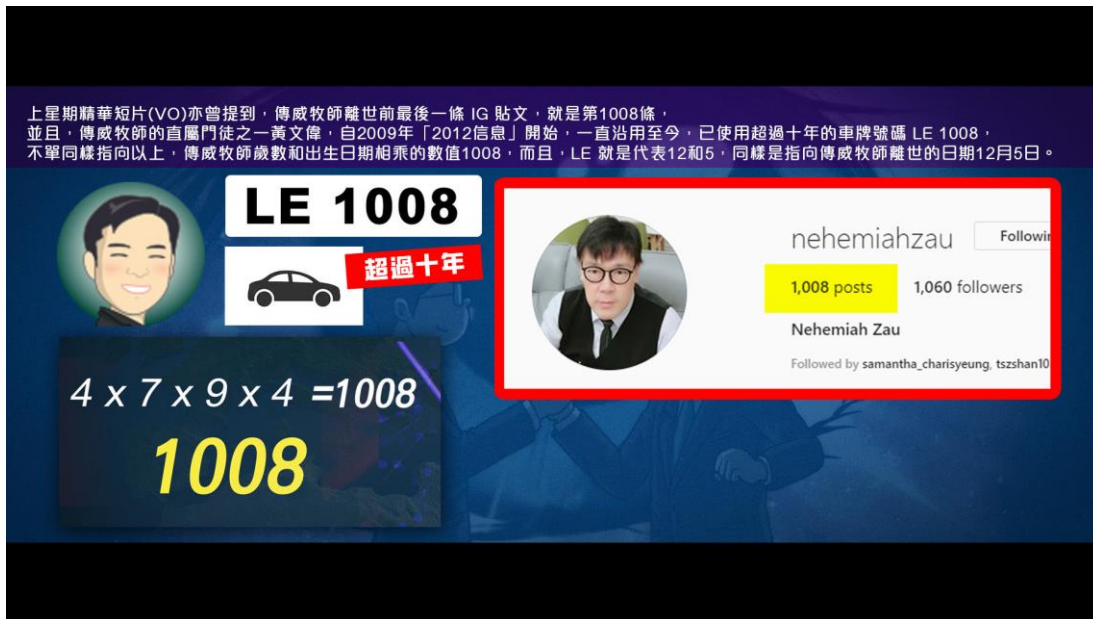 上星期精華短片(VO)亦曾提到，傳威牧師離世前最後一條 IG 貼文，就是第1008條，
並且，傳威牧師的直屬門徒之一黃文偉，自2009年「2012信息」開始，一直沿用至今，已使用超過十年的車牌號碼 LE 1008，
不單同樣指向以上，傳威牧師歲數和出生日期相乘的數值1008，而且，LE 就是代表12和5，同樣是指向傳威牧師離世的日期12月5日。
LE 1008
超過十年
4 x 7 x 9 x 4 =1008
1008
nehemiahzau
Followin
1,008 posts
1,060 followers
Nehemiah Zau
Followed by samantha_charisyeung, tszshan10